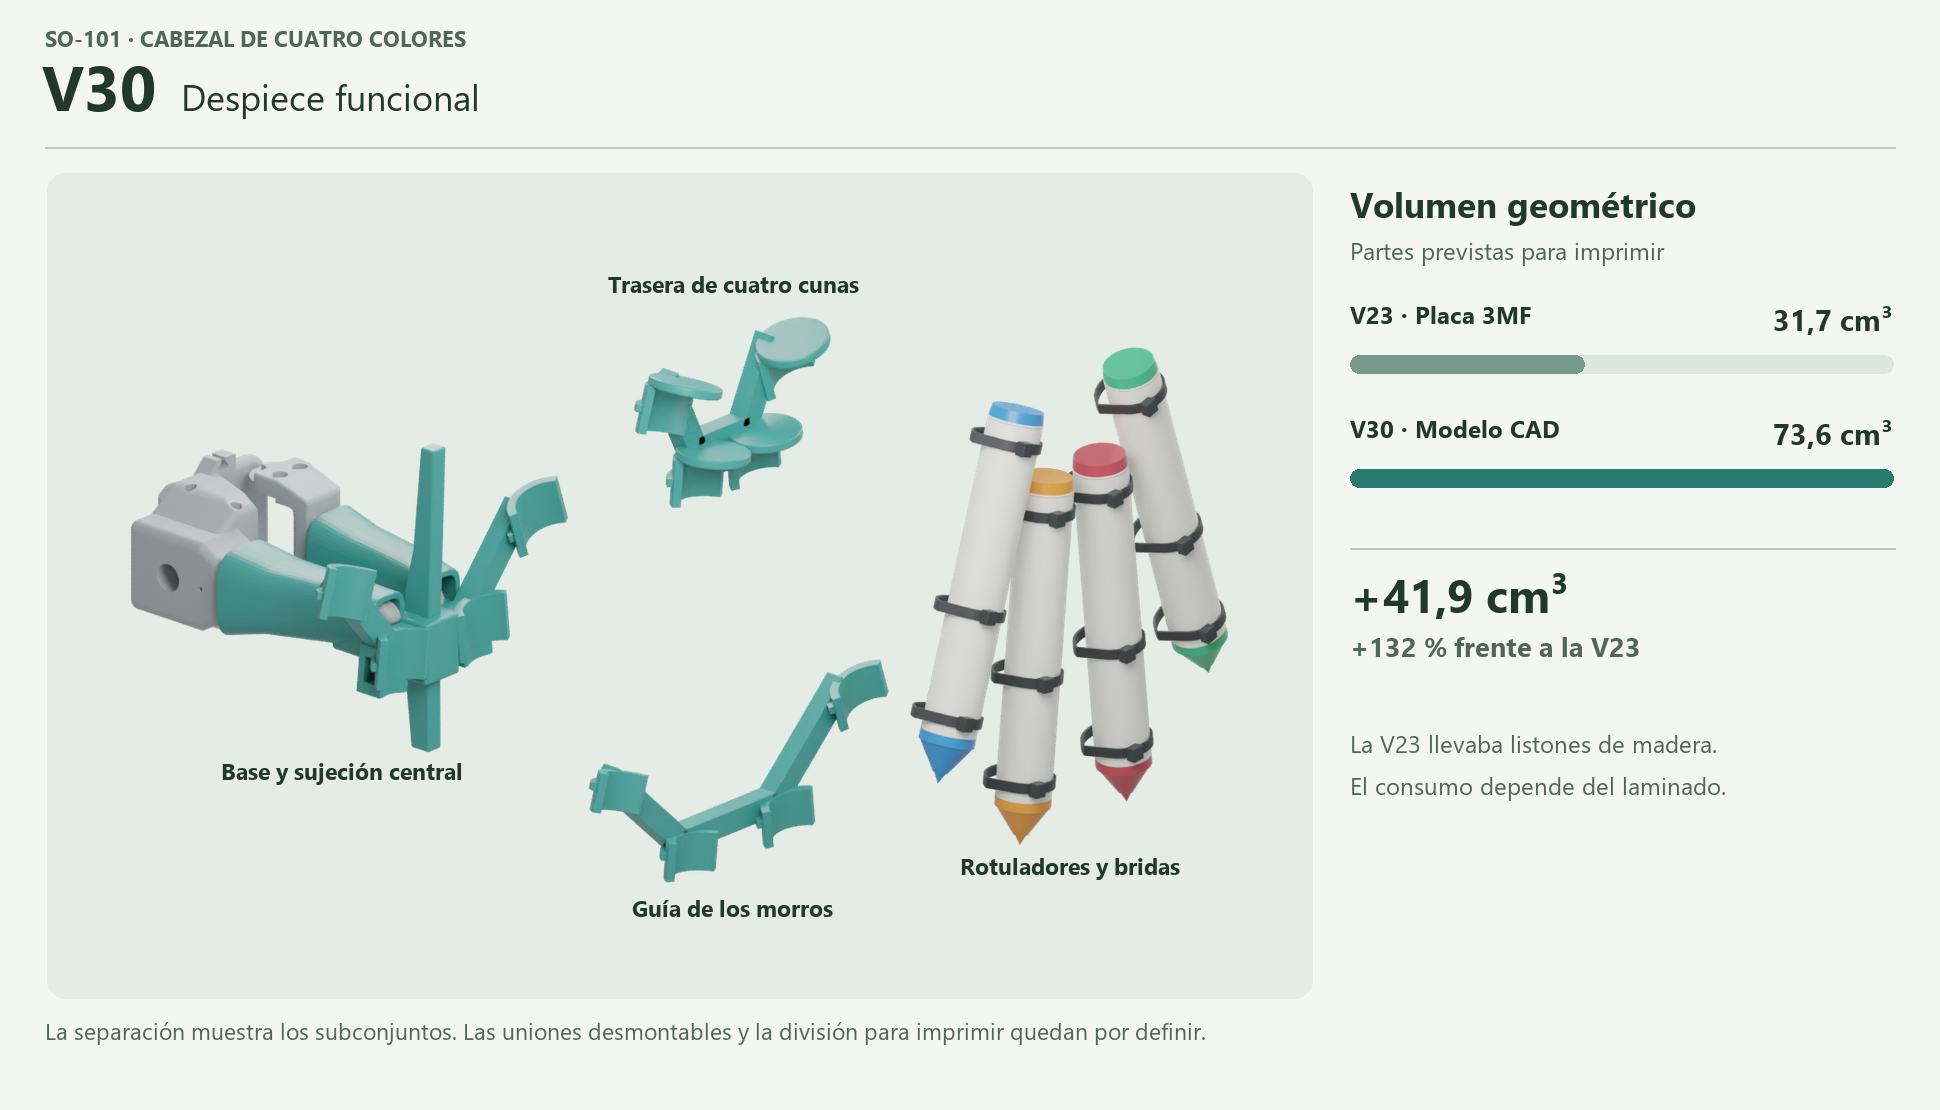 SO-101 · CABEZAL DE CUATRO COLORES
V30 Despiece funcional
Trasera de cuatro cunas
Base y sujeción central
Guía de los morros
Rotuladores y bridas
Volumen geométrico
Partes previstas para imprimir
V23 · Placa 3MF 31,7 cm³
V30 · Modelo CAD 73,6 cm³
+41,9 cm³
+132 % frente a la V23
La V23 llevaba listones de madera.
El consumo depende del laminado.
La separación muestra los subconjuntos. Las uniones desmontables y la división para imprimir quedan por definir.